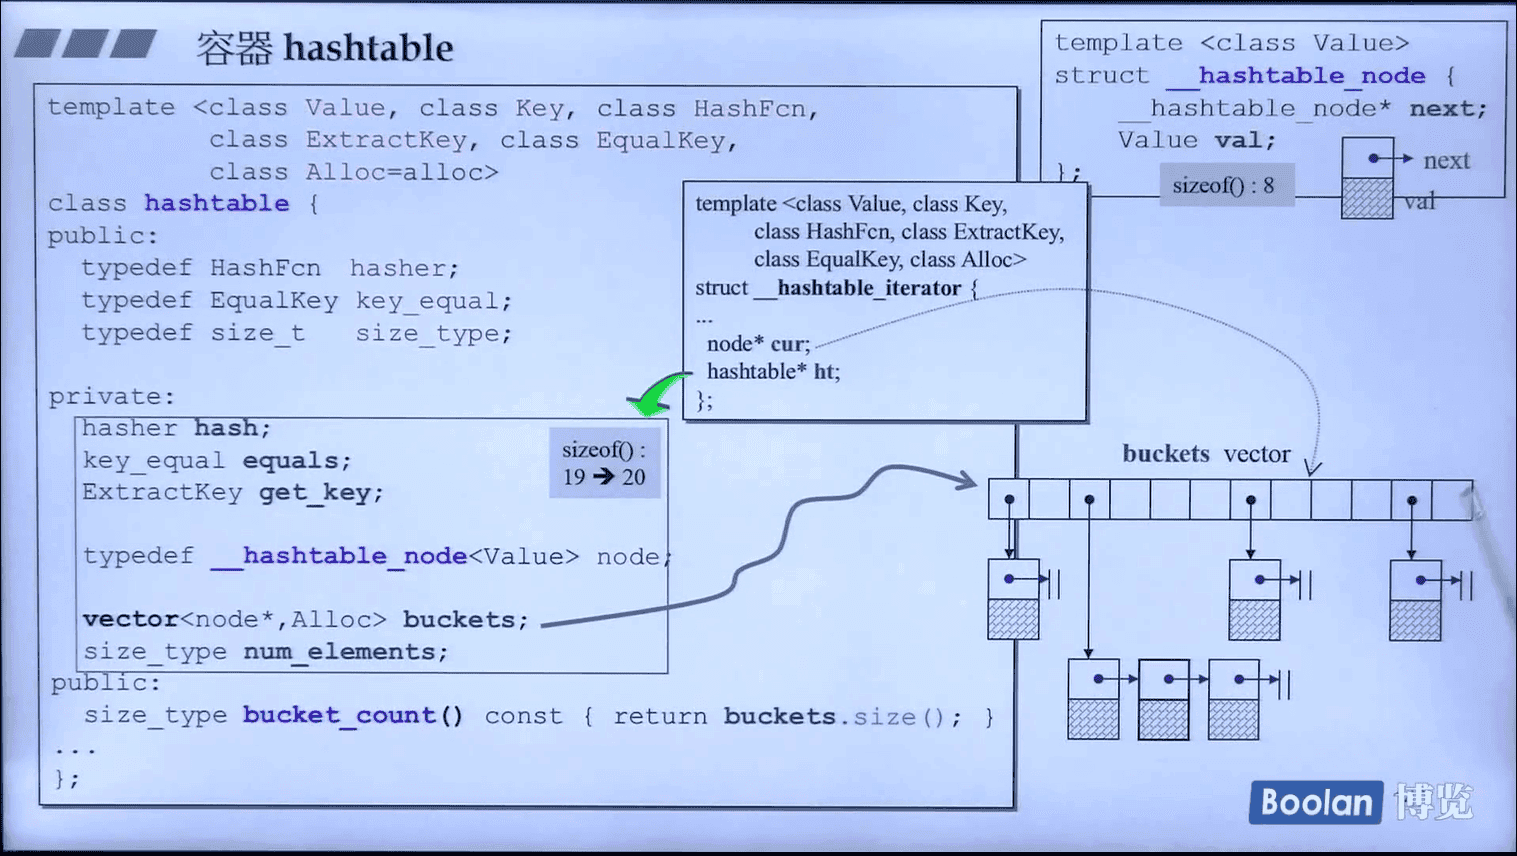 容器 hashtable
template <class Value, class Key, class HashFcn,
class ExtractKey, class EqualKey,
class Alloc=alloc>
class hashtable {
public:
typedef HashFcn hasher;
typedef EqualKey key_equal;
typedef size_t size_type;
private:
hasher hash;
key_equal equals;
ExtractKey get_key;
sizeof() :
19 ➔ 20
typedef __hashtable_node<Value> node;
vector<node*,Alloc> buckets;
size_type num_elements;
public:
size_type bucket_count() const { return buckets.size(); }
...
};
template <class Value, class Key,
class HashFcn, class ExtractKey,
class EqualKey, class Alloc>
struct __hashtable_iterator {
...
node* cur;
hashtable* ht;
};
template <class Value>
struct __hashtable_node {
__hashtable_node* next;
Value val;
};
sizeof() : 8
next
val
buckets vector
Boolan 博览